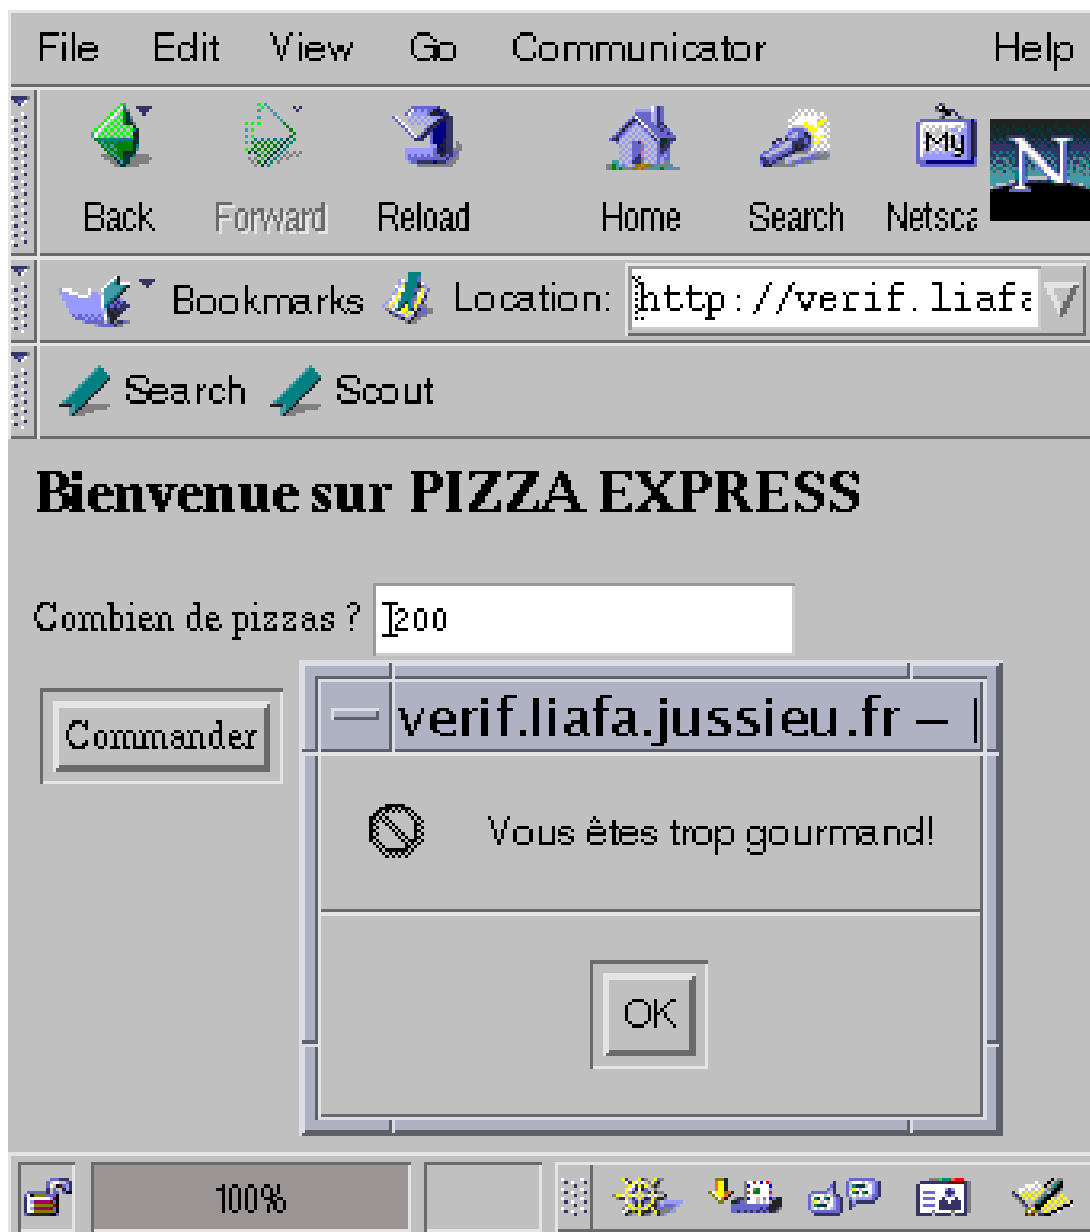 File Edit View Go Communicator Help
My N
Back Forward Reload Home Search Netsca
Bookmarks Location: http://verif.liafa
Search Scout
Bienvenue sur PIZZA EXPRESS
Combien de pizzas ? 200
Commander
verif.liafa.jussieu.fr –
Vous êtes trop gourmand!
OK
100%